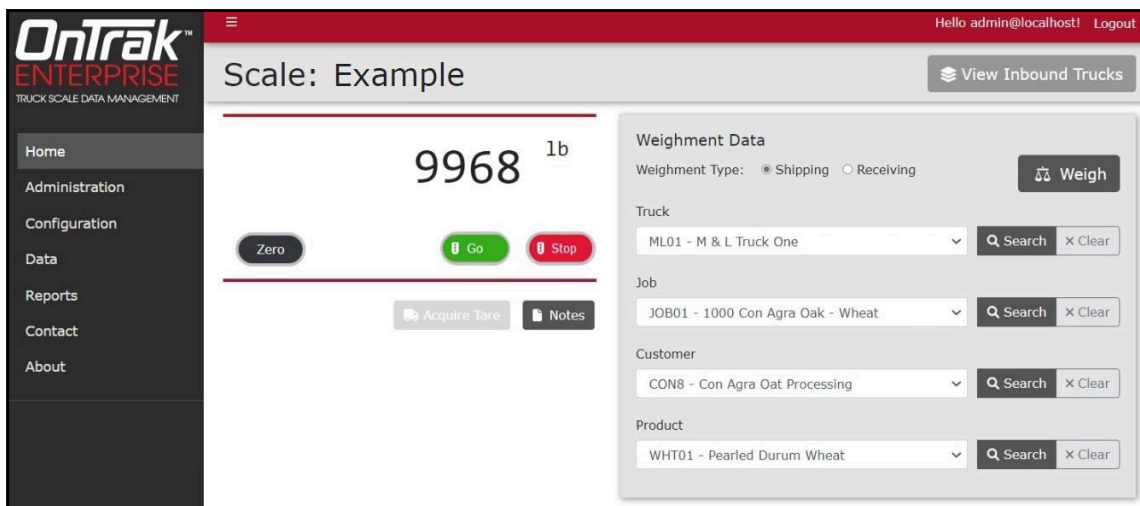 OnTrak™
ENTERPRISE
TRUCK SCALE DATA MANAGEMENT
Home
Administration
Configuration
Data
Reports
Contact
About
Hello admin@localhost! Logout
Scale: Example
View Inbound Trucks
9968 lb
Zero
Go
Stop
Acquire Tare
Notes
Weighment Data
Weighment Type: Shipping Receiving
Weigh
Truck
ML01 - M & L Truck One
Search
Clear
Job
JOB01 - 1000 Con Agra Oak - Wheat
Search
Clear
Customer
CON8 - Con Agra Oat Processing
Search
Clear
Product
WHT01 - Pearled Durum Wheat
Search
Clear